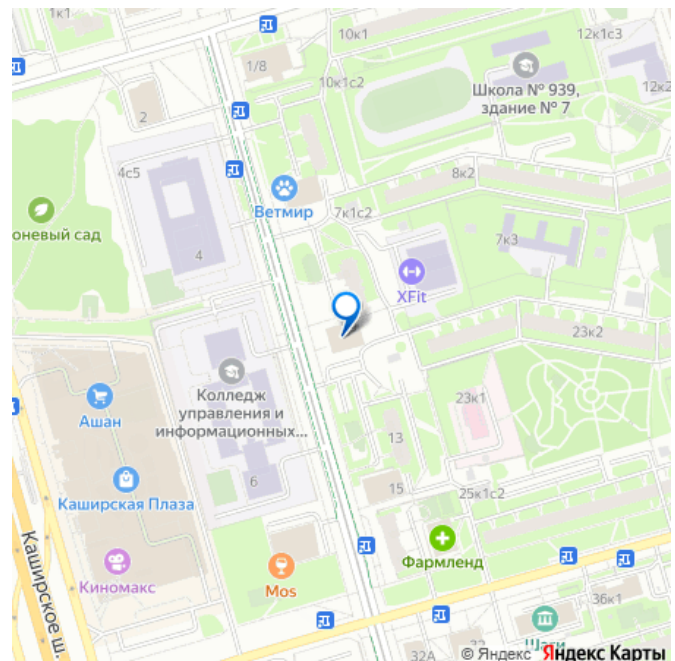 10к1
12к1с3
1/8
10к1с2
Школа № 939,
здание № 7
12к2
2
4с5
8к2
Ветмир
7к1с2
оневый сад
4
7к3
XFit
23к2
Колледж
управления и
информационных...
Ашан
23к1
13
Каширская Плаза
6
15
25к1с2
Каширское ш.
Фармленд
Киномакс
Mos
36к1
32А
© Яндекс Яндекс Карты